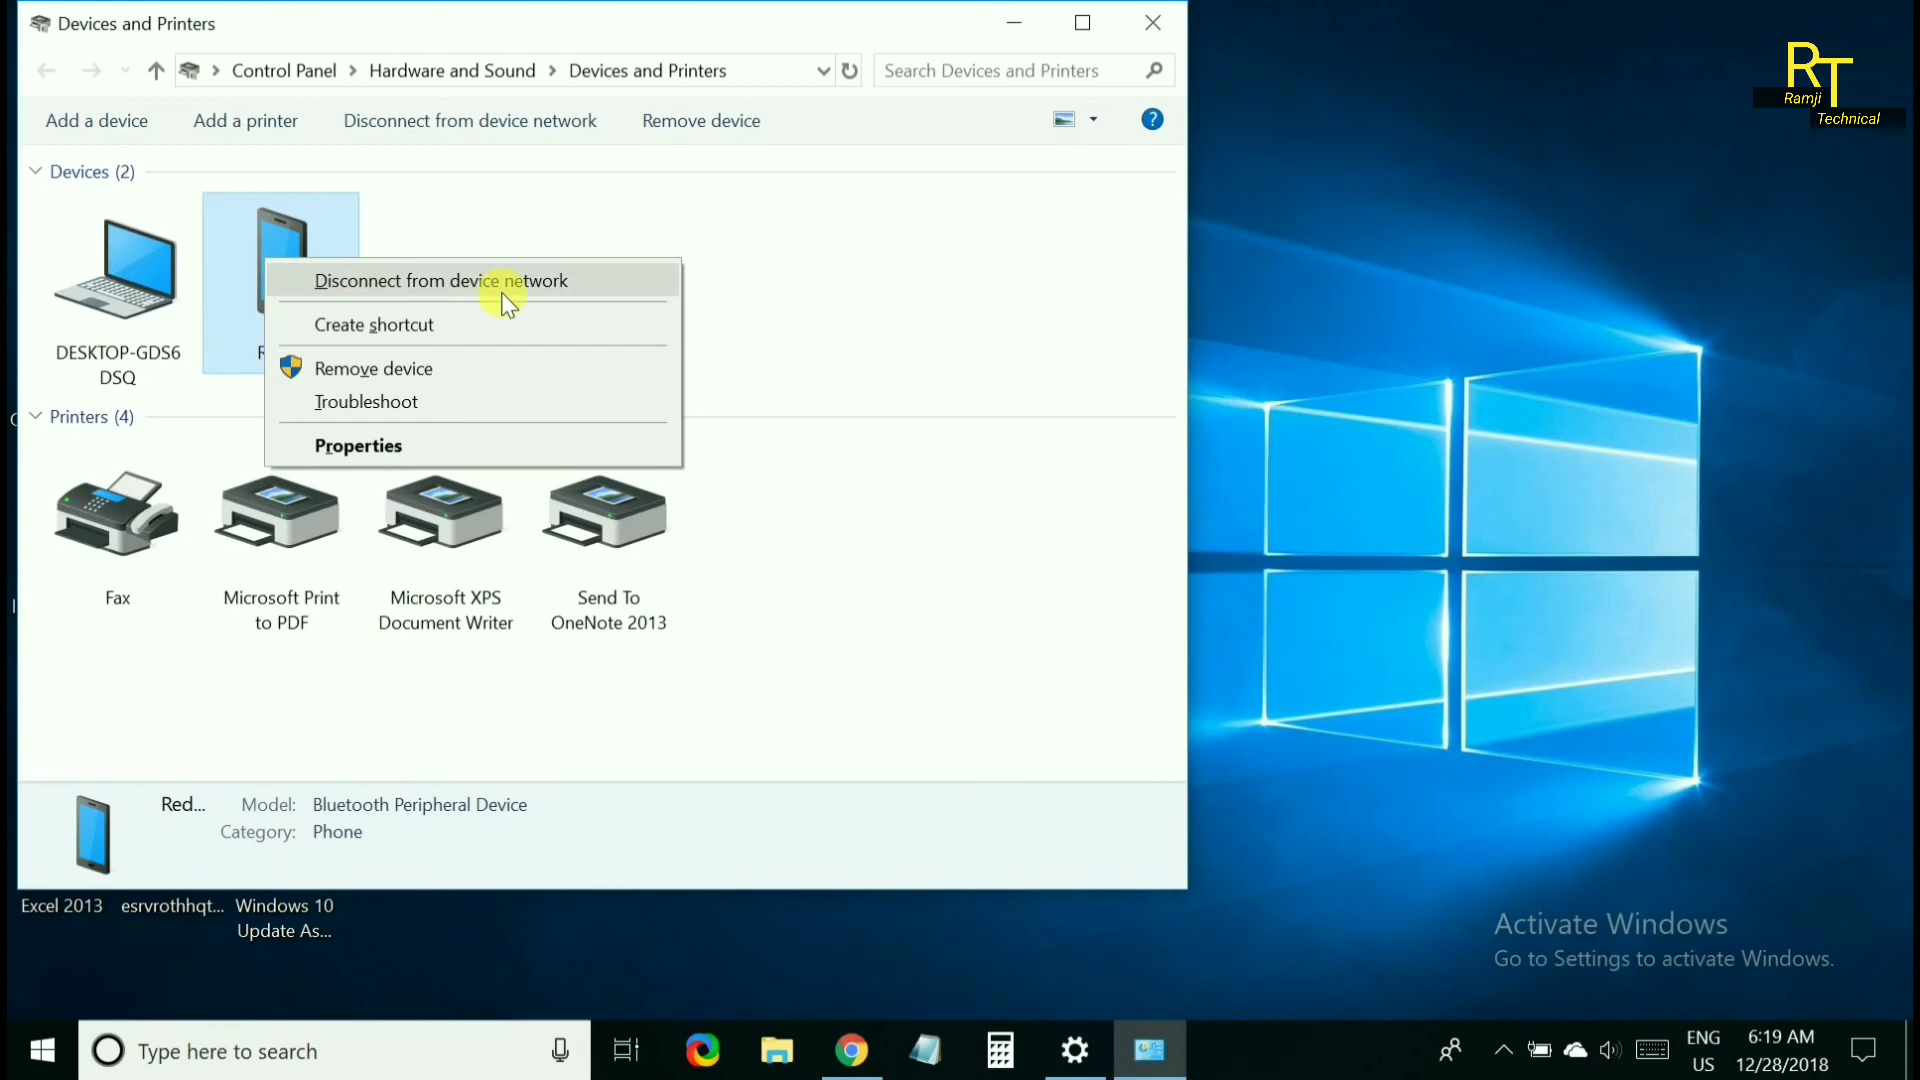 Devices and Printers
Control Panel
Hardware and Sound
Devices and Printers
Search Devices and Printers
Add a device
Add a printer
Disconnect from device network
Remove device
?
Devices (2)
DESKTOP-GDS6
DSQ
Disconnect from device network
Create shortcut
Remove device
Troubleshoot
Properties
Printers (4)
Fax
Microsoft Print
to PDF
Microsoft XPS
Document Writer
Send To
OneNote 2013
Red...
Model: Bluetooth Peripheral Device
Category: Phone
Excel 2013
esrvrothhqt...
Windows 10
Update As...
RT
Ramji
Technical
Activate Windows
Go to Settings to activate Windows.
Type here to search
ENG
US
6:19 AM
12/28/2018